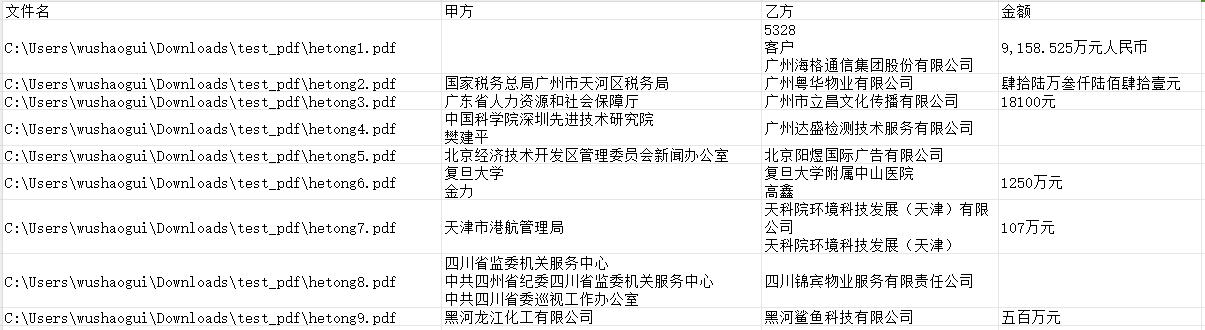 文件名 甲方 乙方 金额
C:\Users\wushaogui\Downloads\test_pdf\hetong1.pdf 5328
客户
广州海格通信集团股份有限公司 9,158.525万元人民币
C:\Users\wushaogui\Downloads\test_pdf\hetong2.pdf 国家税务总局广州市天河区税务局 广州粤华物业有限公司 肆拾陆万叁仟陆佰肆拾壹元
C:\Users\wushaogui\Downloads\test_pdf\hetong3.pdf 广东省人力资源和社会保障厅 广州市立昌文化传播有限公司 18100元
C:\Users\wushaogui\Downloads\test_pdf\hetong4.pdf 中国科学院深圳先进技术研究院
樊建平 广州达盛检测技术服务有限公司
C:\Users\wushaogui\Downloads\test_pdf\hetong5.pdf 北京经济技术开发区管理委员会新闻办公室 北京阳煜国际广告有限公司
C:\Users\wushaogui\Downloads\test_pdf\hetong6.pdf 复旦大学
金力 复旦大学附属中山医院
高鑫 1250万元
C:\Users\wushaogui\Downloads\test_pdf\hetong7.pdf 天津市港航管理局 天科院环境科技发展（天津）有限
公司
天科院环境科技发展（天津） 107万元
C:\Users\wushaogui\Downloads\test_pdf\hetong8.pdf 四川省监委机关服务中心
中共四州省纪委四川省监委机关服务中心
中共四川省委巡视工作办公室 四川锦宾物业服务有限责任公司
C:\Users\wushaogui\Downloads\test_pdf\hetong9.pdf 黑河龙江化工有限公司 黑河鲨鱼科技有限公司 五百万元